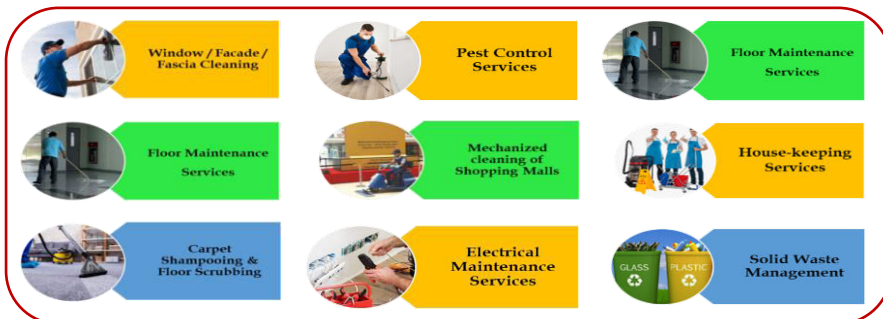 Window / Facade /
Fascia Cleaning
Pest Control
Services
Floor Maintenance
Services
Floor Maintenance
Services
Mechanized
cleaning of
Shopping Malls
House-keeping
Services
Carpet
Shampooing &
Floor Scrubbing
Electrical
Maintenance
Services
GLASS
PLASTIC
Solid Waste
Management